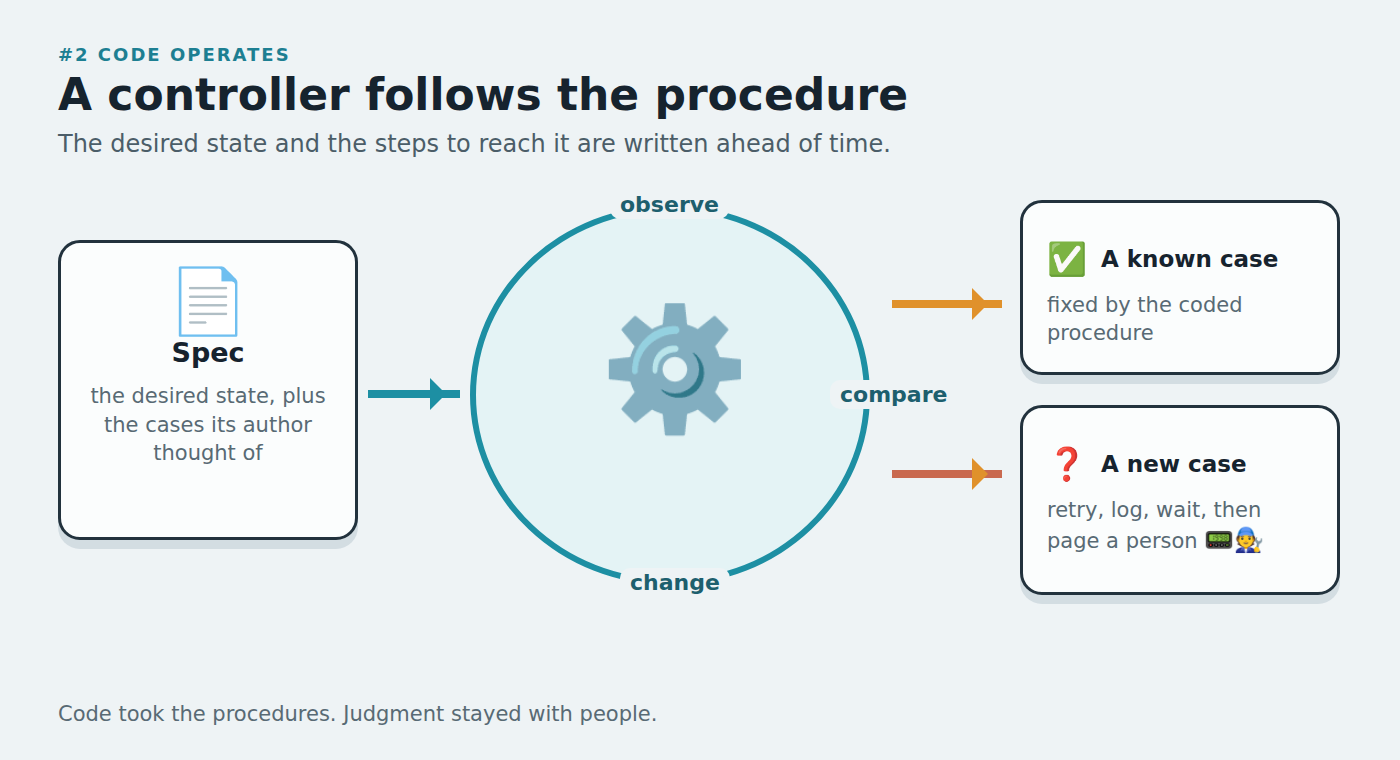 #2 CODE OPERATES
A controller follows the procedure
The desired state and the steps to reach it are written ahead of time.
Spec
the desired state, plus
the cases its author
thought of
observe
compare
change
A known case
fixed by the coded
procedure
A new case
retry, log, wait, then
page a person
Code took the procedures. Judgment stayed with people.